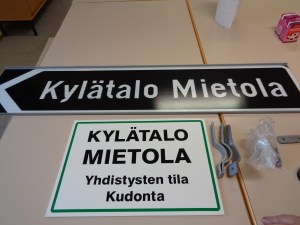 Kylätalo Mietola
KYLÄTALO
MIETOLA
Yhdistysten tila
Kudonta